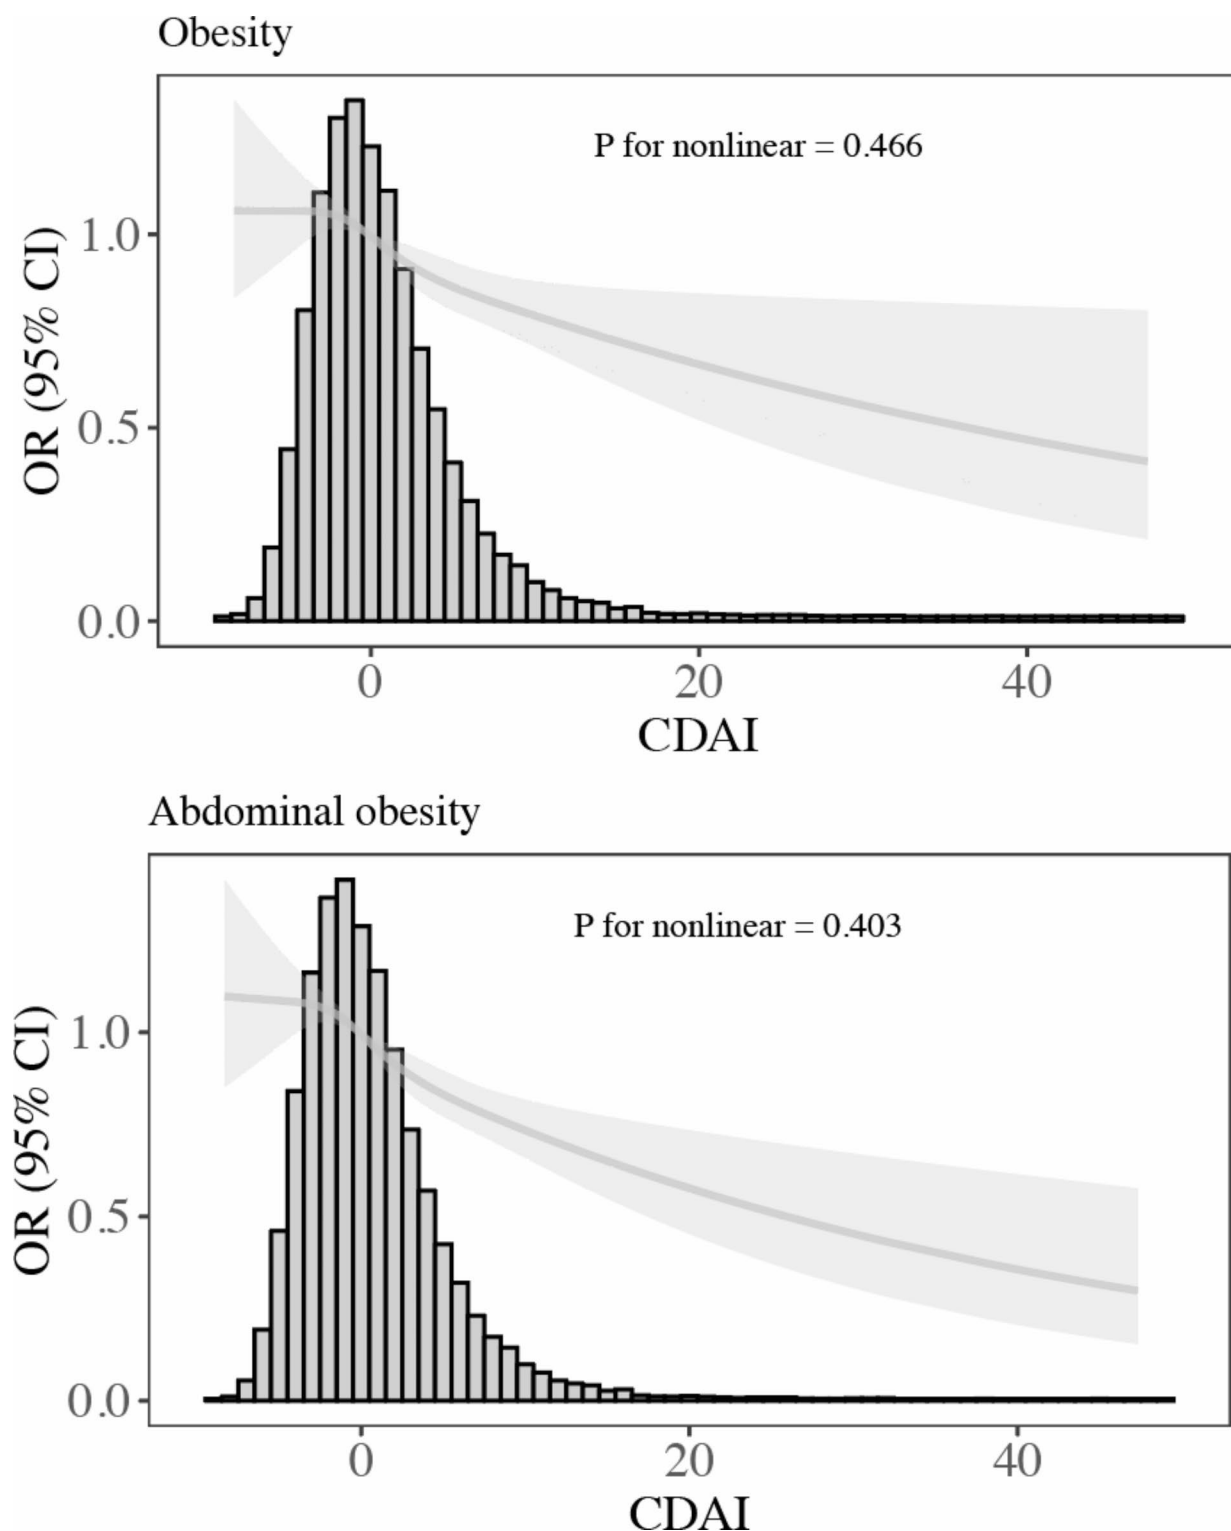 Obesity
P for nonlinear = 0.466
OR (95% CI)
1.0
0.5
0.0
0 20 40
CDAI
Abdominal obesity
P for nonlinear = 0.403
OR (95% CI)
1.0
0.5
0.0
0 20 40
CDAI